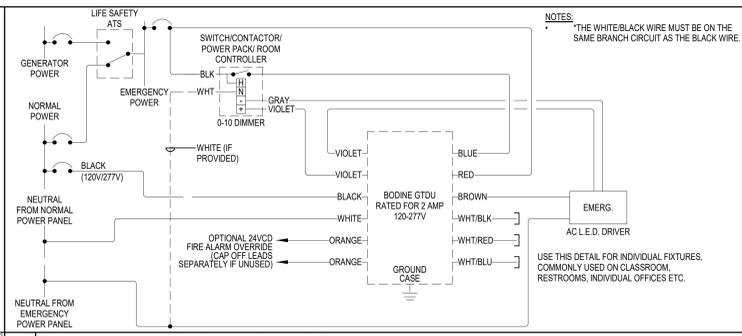 LIFE SAFETY
ATS
GENERATOR
POWER
NORMAL
POWER
EMERGENCY
POWER
SWITCH/CONTACTOR/
POWER PACK/ ROOM
CONTROLLER
BLK
WHT
H
N
-
+
GRAY
VIOLET
0-10 DIMMER
WHITE (IF
PROVIDED)
BLACK
(120V/277V)
NEUTRAL
FROM NORMAL
POWER PANEL
NEUTRAL FROM
EMERGENCY
POWER PANEL
OPTIONAL 24VCD
FIRE ALARM OVERRIDE
(CAP OFF LEADS
SEPARATELY IF UNUSED)
VIOLET
VIOLET
BLACK
WHITE
ORANGE
ORANGE
BODINE GTDU
RATED FOR 2 AMP
120-277V
GROUND
CASE
BLUE
RED
BROWN
WHT/BLK
WHT/RED
WHT/BLU
EMERG.
AC L.E.D. DRIVER
NOTES:
• *THE WHITE/BLACK WIRE MUST BE ON THE
SAME BRANCH CIRCUIT AS THE BLACK WIRE.
USE THIS DETAIL FOR INDIVIDUAL FIXTURES,
COMMONLY USED ON CLASSROOM,
RESTROOMS, INDIVIDUAL OFFICES ETC.